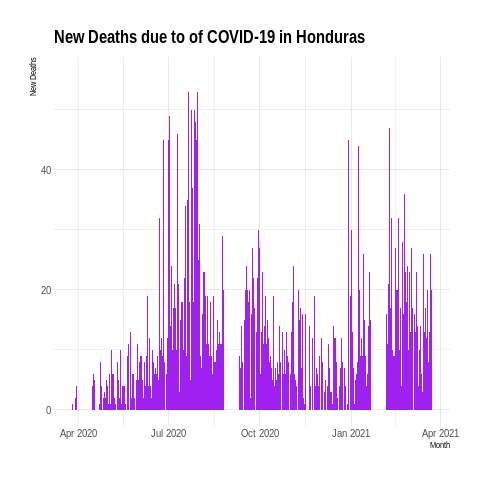 New Deaths due to of COVID-19 in Honduras
New Deaths
40
20
0
Apr 2020 Jul 2020 Oct 2020 Jan 2021 Apr 2021
Month